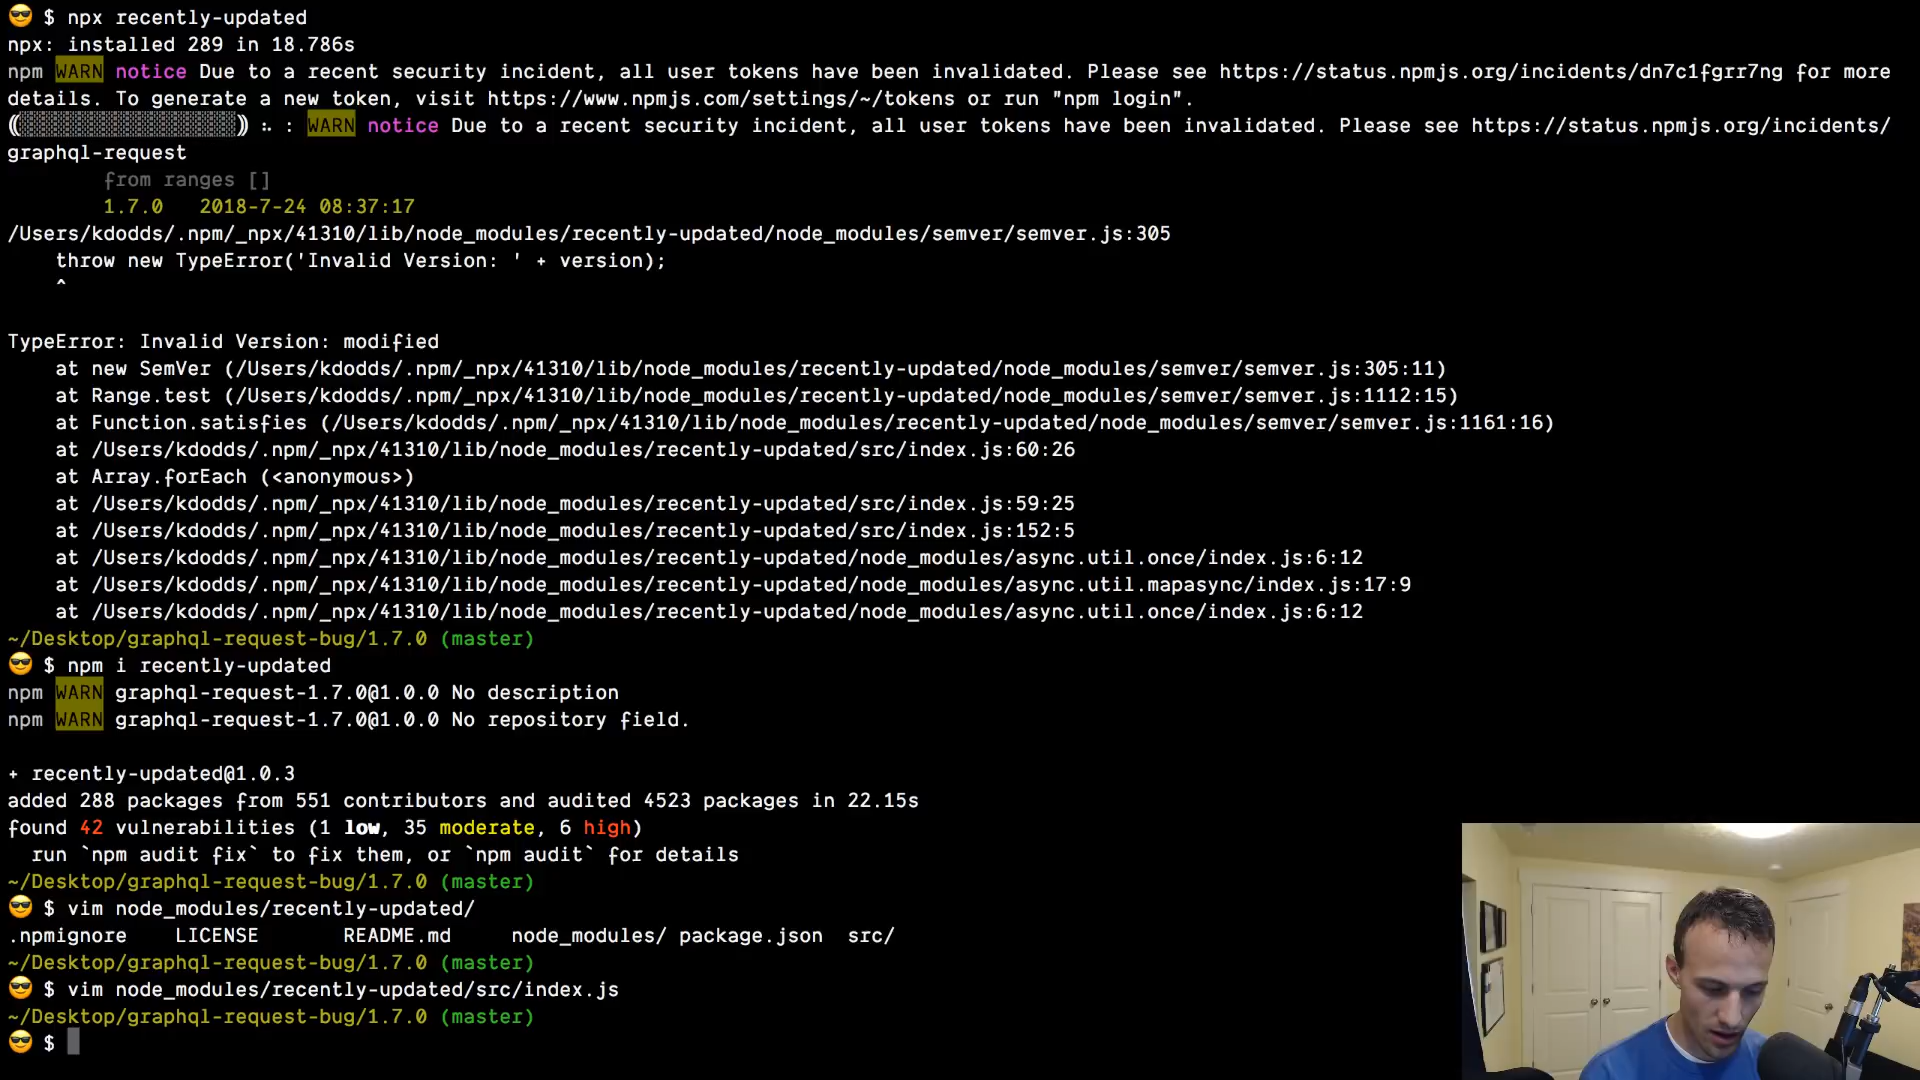 $ npx recently-updated
npx: installed 289 in 18.786s
npm WARN notice Due to a recent security incident, all user tokens have been invalidated. Please see https://status.npmjs.org/incidents/dn7c1fgrr7ng for more
details. To generate a new token, visit https://www.npmjs.com/settings/~/tokens or run "npm login".
(░░░░░░░░░░░░░░░░░░) ⠦ : WARN notice Due to a recent security incident, all user tokens have been invalidated. Please see https://status.npmjs.org/incidents/
graphql-request
from ranges []
1.7.0 2018-7-24 08:37:17
/Users/kdodds/.npm/_npx/41310/lib/node_modules/recently-updated/node_modules/semver/semver.js:305
throw new TypeError('Invalid Version: ' + version);
^
TypeError: Invalid Version: modified
at new SemVer (/Users/kdodds/.npm/_npx/41310/lib/node_modules/recently-updated/node_modules/semver/semver.js:305:11)
at Range.test (/Users/kdodds/.npm/_npx/41310/lib/node_modules/recently-updated/node_modules/semver/semver.js:1112:15)
at Function.satisfies (/Users/kdodds/.npm/_npx/41310/lib/node_modules/recently-updated/node_modules/semver/semver.js:1161:16)
at /Users/kdodds/.npm/_npx/41310/lib/node_modules/recently-updated/src/index.js:60:26
at Array.forEach (<anonymous>)
at /Users/kdodds/.npm/_npx/41310/lib/node_modules/recently-updated/src/index.js:59:25
at /Users/kdodds/.npm/_npx/41310/lib/node_modules/recently-updated/src/index.js:152:5
at /Users/kdodds/.npm/_npx/41310/lib/node_modules/recently-updated/node_modules/async.util.once/index.js:6:12
at /Users/kdodds/.npm/_npx/41310/lib/node_modules/recently-updated/node_modules/async.util.mapasync/index.js:17:9
at /Users/kdodds/.npm/_npx/41310/lib/node_modules/recently-updated/node_modules/async.util.once/index.js:6:12
~/Desktop/graphql-request-bug/1.7.0 (master)
$ npm i recently-updated
npm WARN graphql-request-1.7.0@1.0.0 No description
npm WARN graphql-request-1.7.0@1.0.0 No repository field.
+ recently-updated@1.0.3
added 288 packages from 551 contributors and audited 4523 packages in 22.15s
found 42 vulnerabilities (1 low, 35 moderate, 6 high)
run `npm audit fix` to fix them, or `npm audit` for details
~/Desktop/graphql-request-bug/1.7.0 (master)
$ vim node_modules/recently-updated/
.npmignore LICENSE README.md node_modules/ package.json src/
~/Desktop/graphql-request-bug/1.7.0 (master)
$ vim node_modules/recently-updated/src/index.js
~/Desktop/graphql-request-bug/1.7.0 (master)
$